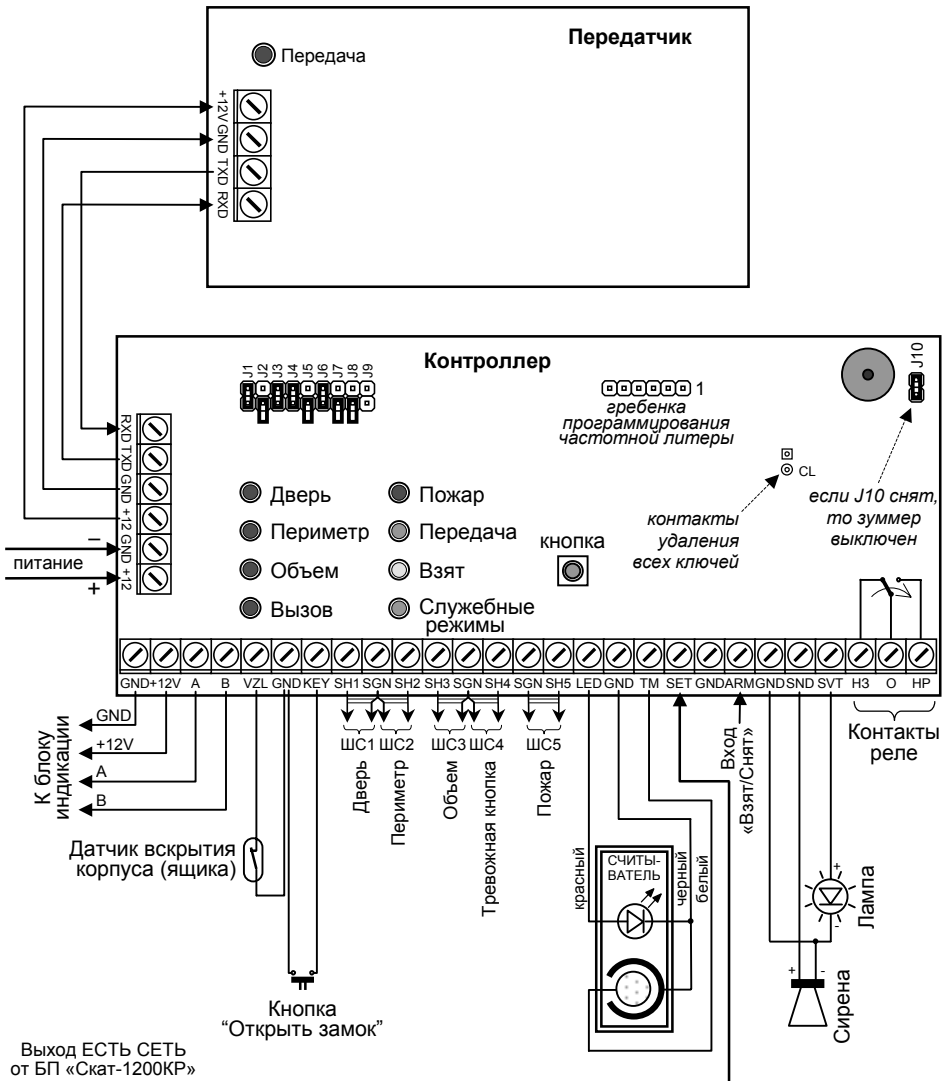 Передатчик
Передача
+12V GND TXD RXD
Контроллер
J1 J2 J3 J4 J5 J6 J7 J8 J9
J10
1
гребенка
программирования
частотной литеры
CL
контакты
удаления
всех ключей
если J10 снят,
то зуммер
выключен
RXD TXD GND +12 GND +12
–
питание
+
Дверь
Периметр
Объем
Вызов
Пожар
Передача
Взят
Служебные
режимы
кнопка
GND +12V A B VZL GND KEY SH1 SGN SH2 SH3 SGN SH4 SGN SH5 LED GND TM SET GND ARM GND SND SVT НЗ О НР
GND
+12V
A
B
К блоку
индикации
ШС1 ШС2 ШС3 ШС4 ШС5
Дверь
Периметр
Объем
Тревожная кнопка
Пожар
Вход
«Взят/Снят»
Контакты
реле
Датчик вскрытия
корпуса (ящика)
Кнопка
“Открыть замок”
красный
СЧИТЫ-
ВАТЕЛЬ
черный
белый
+
-
Лампа
+ -
Сирена
Выход ЕСТЬ СЕТЬ
от БП «Скат-1200КР»